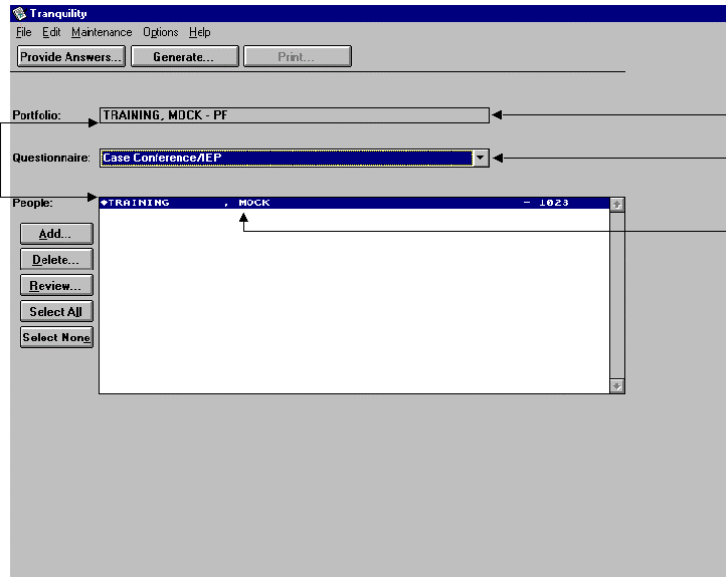 Tranquility
File Edit Maintenance Options Help
Provide Answers... Generate... Print...
Portfolio: TRAINING, MOCK - PF
Questionnaire: Case Conference/IEP
People: ◆TRAINING , MOCK - 1023
Add...
Delete...
Review...
Select All
Select None